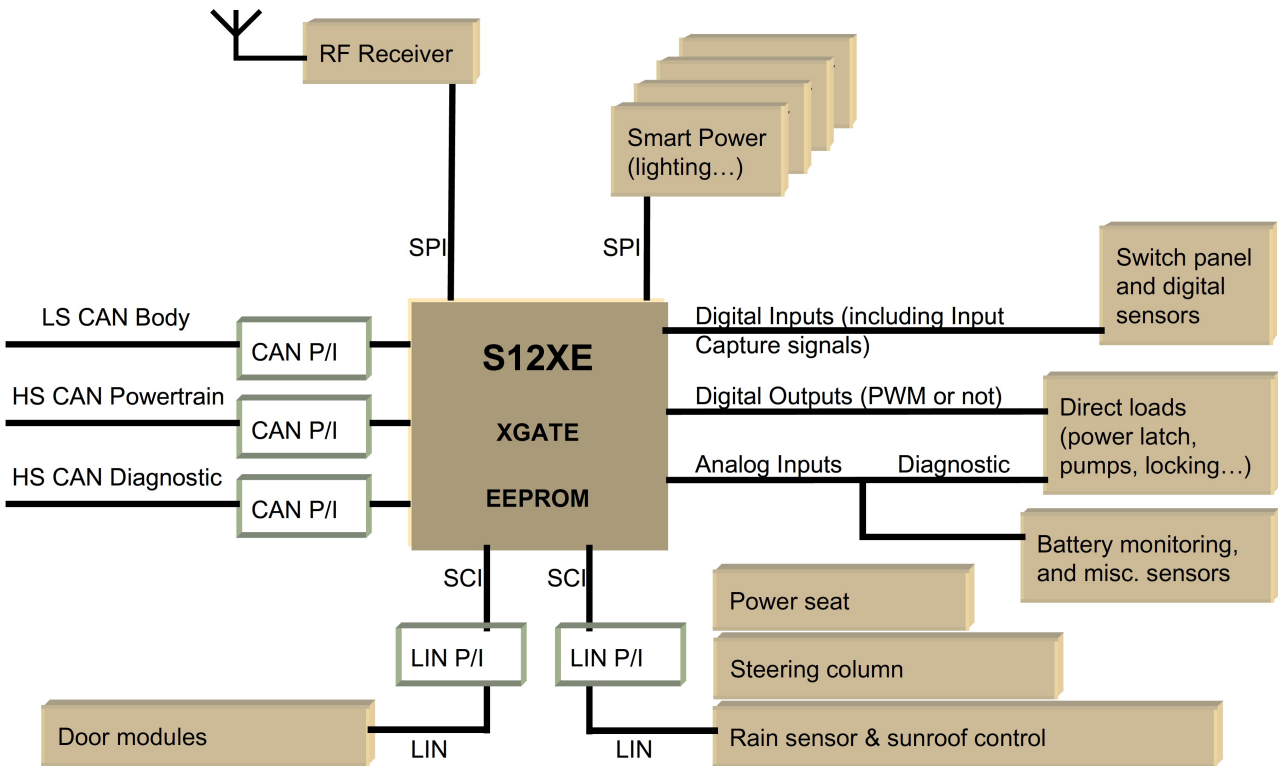 RF Receiver
Smart Power
(lighting…)
SPI
SPI
Switch panel
and digital
sensors
LS CAN Body
CAN P/I
Digital Inputs (including Input
Capture signals)
S12XE
HS CAN Powertrain
CAN P/I
XGATE
Digital Outputs (PWM or not)
Direct loads
(power latch,
pumps, locking…)
HS CAN Diagnostic
CAN P/I
EEPROM
Analog Inputs
Diagnostic
Battery monitoring,
and misc. sensors
SCI
SCI
Power seat
LIN P/I
LIN P/I
Steering column
Door modules
LIN
LIN
Rain sensor & sunroof control